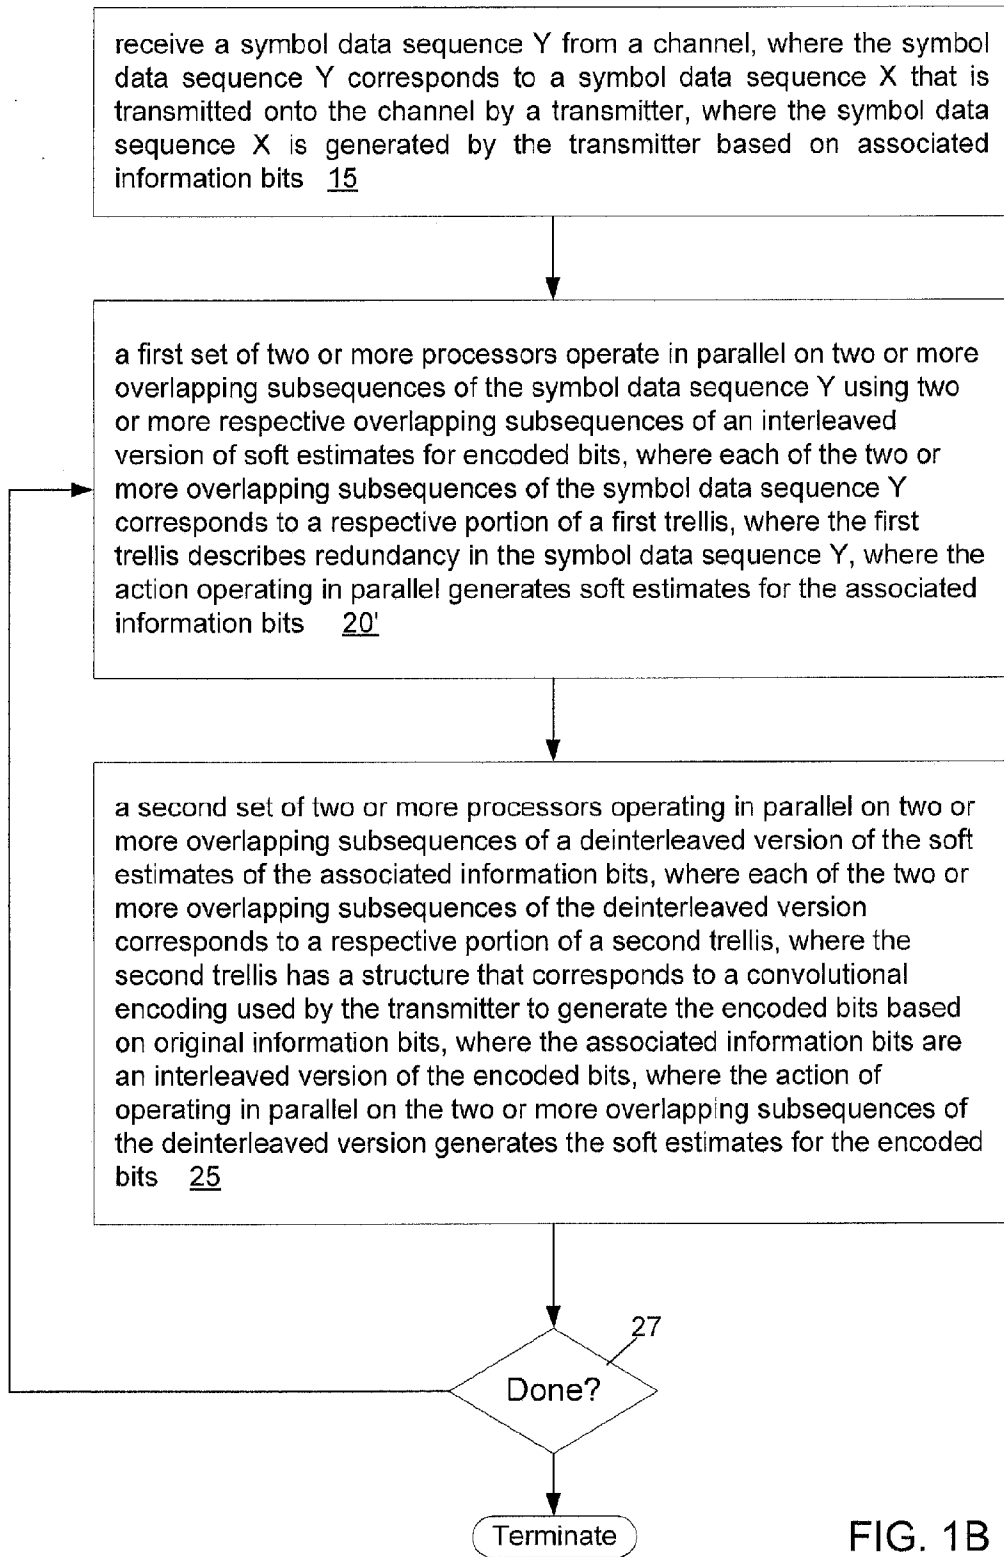 receive a symbol data sequence Y from a channel, where the symbol
data sequence Y corresponds to a symbol data sequence X that is
transmitted onto the channel by a transmitter, where the symbol data
sequence X is generated by the transmitter based on associated
information bits 15
a first set of two or more processors operate in parallel on two or more
overlapping subsequences of the symbol data sequence Y using two
or more respective overlapping subsequences of an interleaved
version of soft estimates for encoded bits, where each of the two or
more overlapping subsequences of the symbol data sequence Y
corresponds to a respective portion of a first trellis, where the first
trellis describes redundancy in the symbol data sequence Y, where the
action operating in parallel generates soft estimates for the associated
information bits 20'
a second set of two or more processors operating in parallel on two or
more overlapping subsequences of a deinterleaved version of the soft
estimates of the associated information bits, where each of the two or
more overlapping subsequences of the deinterleaved version
corresponds to a respective portion of a second trellis, where the
second trellis has a structure that corresponds to a convolutional
encoding used by the transmitter to generate the encoded bits based
on original information bits, where the associated information bits are
an interleaved version of the encoded bits, where the action of
operating in parallel on the two or more overlapping subsequences of
the deinterleaved version generates the soft estimates for the encoded
bits 25
27
Done?
Terminate
FIG. 1B